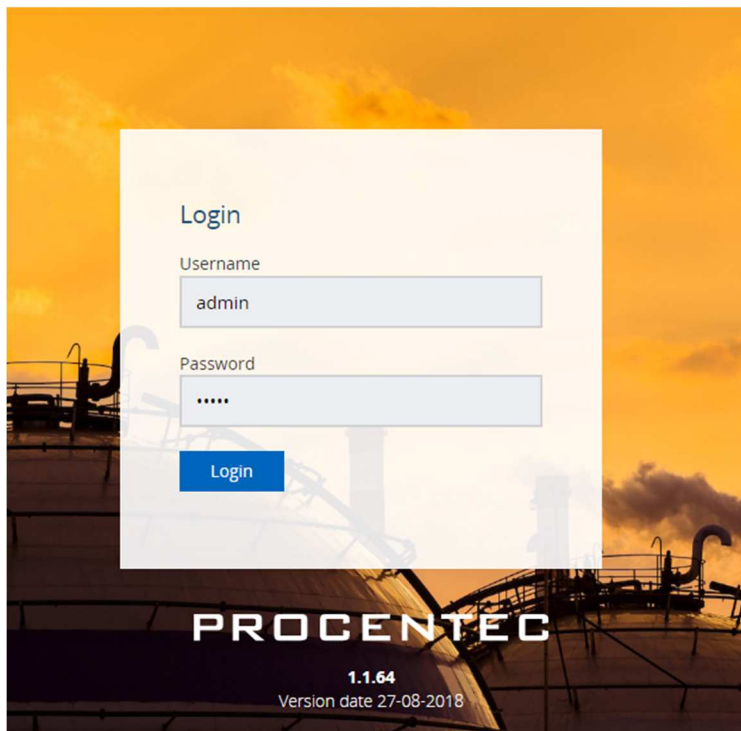 Login
Username
admin
Password
•••••
Login
PROCENTEC
1.1.64
Version date 27-08-2018